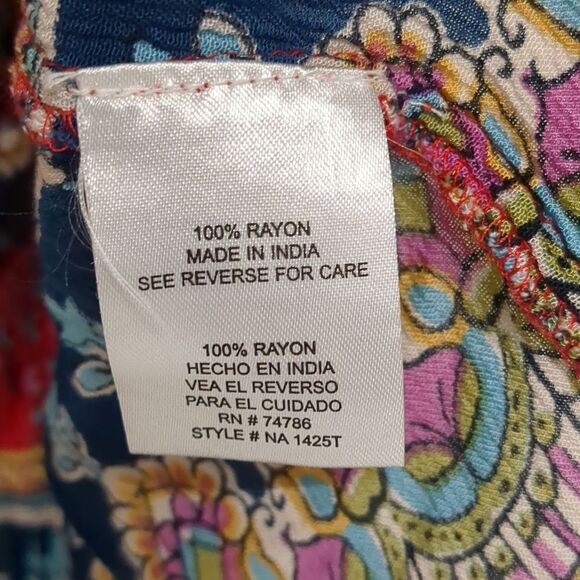 100% RAYON
MADE IN INDIA
SEE REVERSE FOR CARE
100% RAYON
HECHO EN INDIA
VEA EL REVERSO
PARA EL CUIDADO
RN # 74786
STYLE # NA 1425T